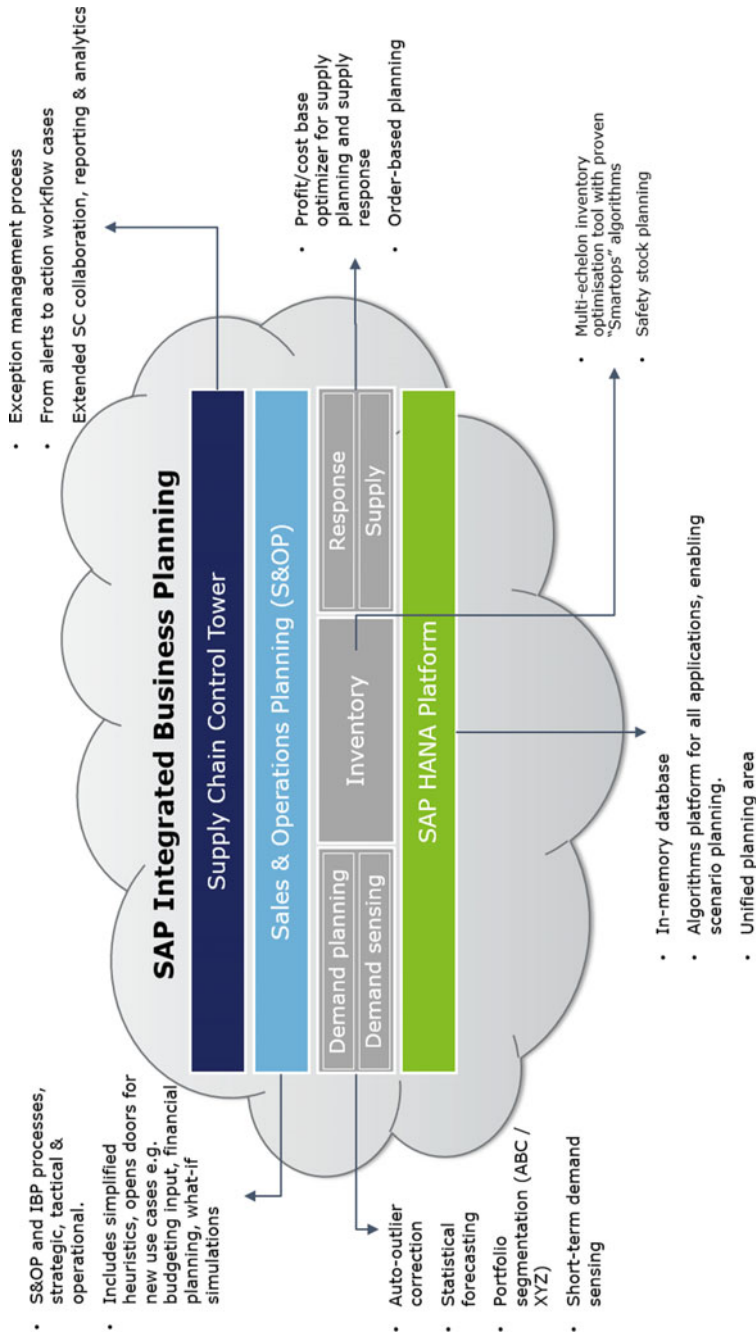 SAP Integrated Business Planning
Supply Chain Control Tower
Sales & Operations Planning (S&OP)
Demand planning
Demand sensing
Inventory
Response
Supply
SAP HANA Platform
• S&OP and IBP processes,
strategic, tactical &
operational.
• Includes simplified
heuristics, opens doors for
new use cases e.g.
budgeting input, financial
planning, what-if
simulations
• Auto-outlier
correction
• Statistical
forecasting
• Portfolio
segmentation (ABC /
XYZ)
• Short-term demand
sensing
• In-memory database
• Algorithms platform for all applications, enabling
scenario planning.
• Unified planning area
• Exception management process
• From alerts to action workflow cases
Extended SC collaboration, reporting & analytics
• Profit/cost base
optimizer for supply
planning and supply
response
• Order-based planning
• Multi-echelon inventory
optimisation tool with proven
"Smartops" algorithms
• Safety stock planning